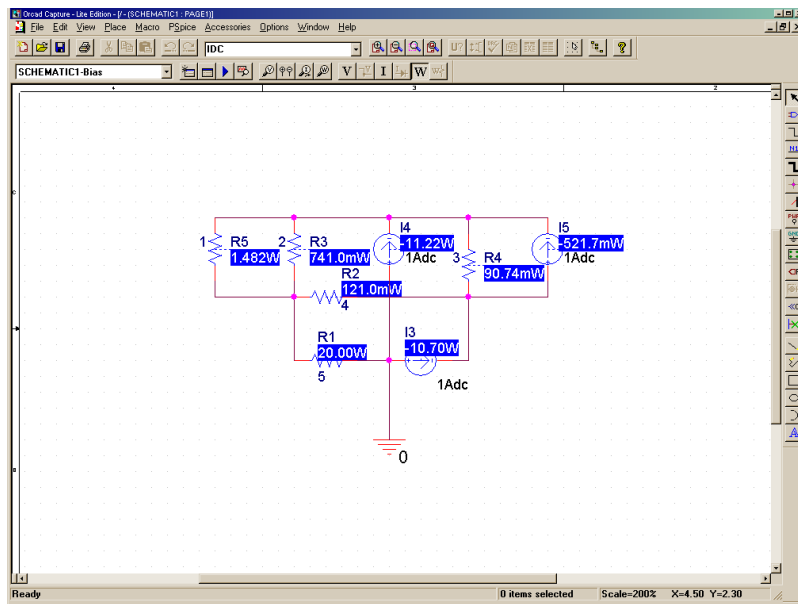 Orcad Capture - Lite Edition - [/ - (SCHEMATIC1 : PAGE1)]
File Edit View Place Macro PSpice Accessories Options Window Help
IDC
U?
SCHEMATIC1-Bias
V I W
4 3 2
C
1 R5 1.482W
2 R3 741.0mW
I4 -11.22W 1Adc
3 R4 90.74mW
I5 -521.7mW 1Adc
R2 121.0mW 4
R1 20.00W 5
I3 -10.70W 1Adc
0
B
N1
A
Ready 0 items selected Scale=200% X=4.50 Y=2.30